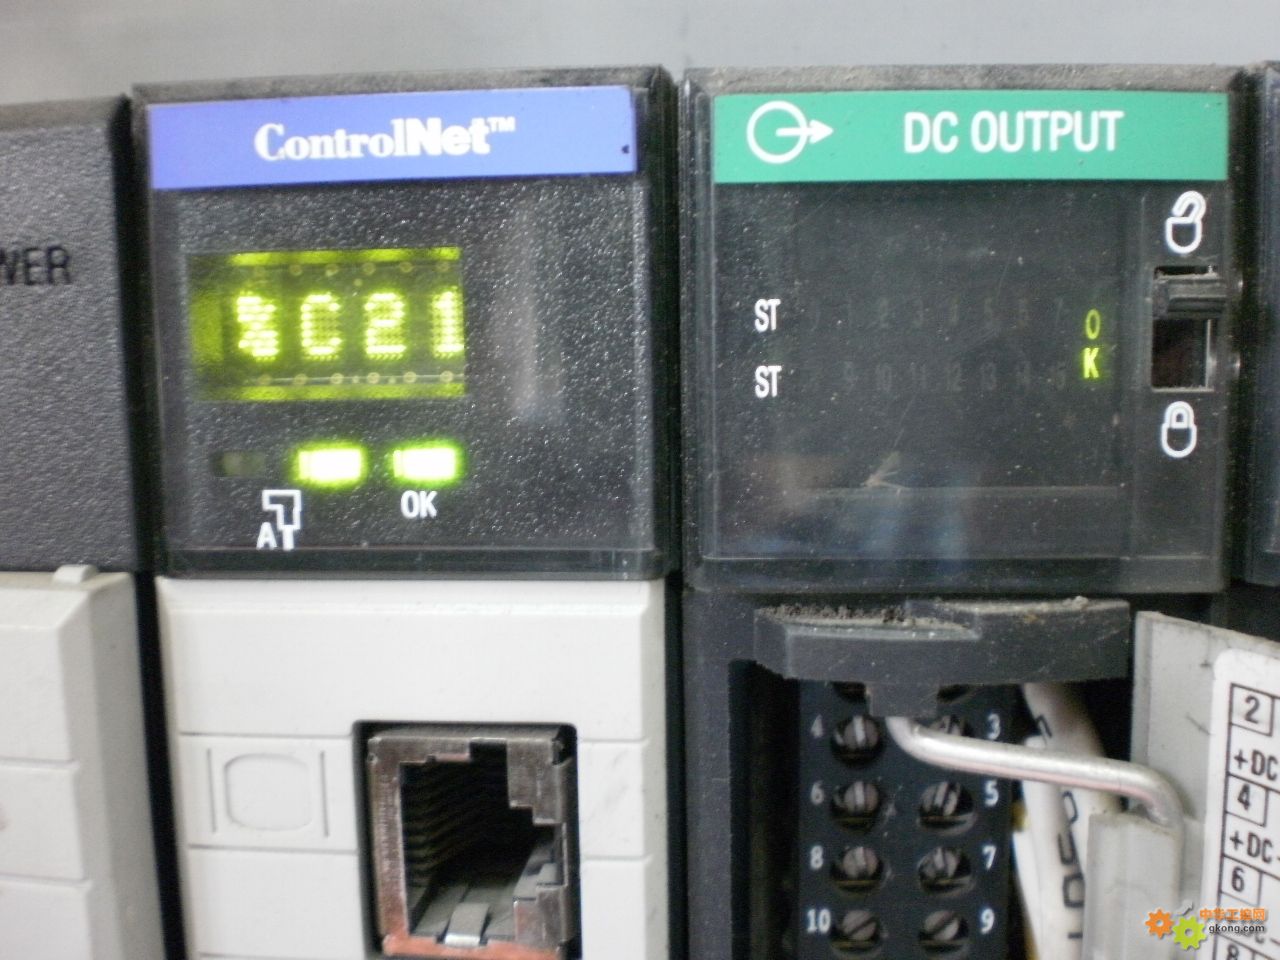 WER
ControlNet™
DC OUTPUT
%C21
ST
ST
O
K
A
OK
4 3
6 5
8 7
10 9
2
+DC
4
+DC-
6
8
中华工控网
gkong.com